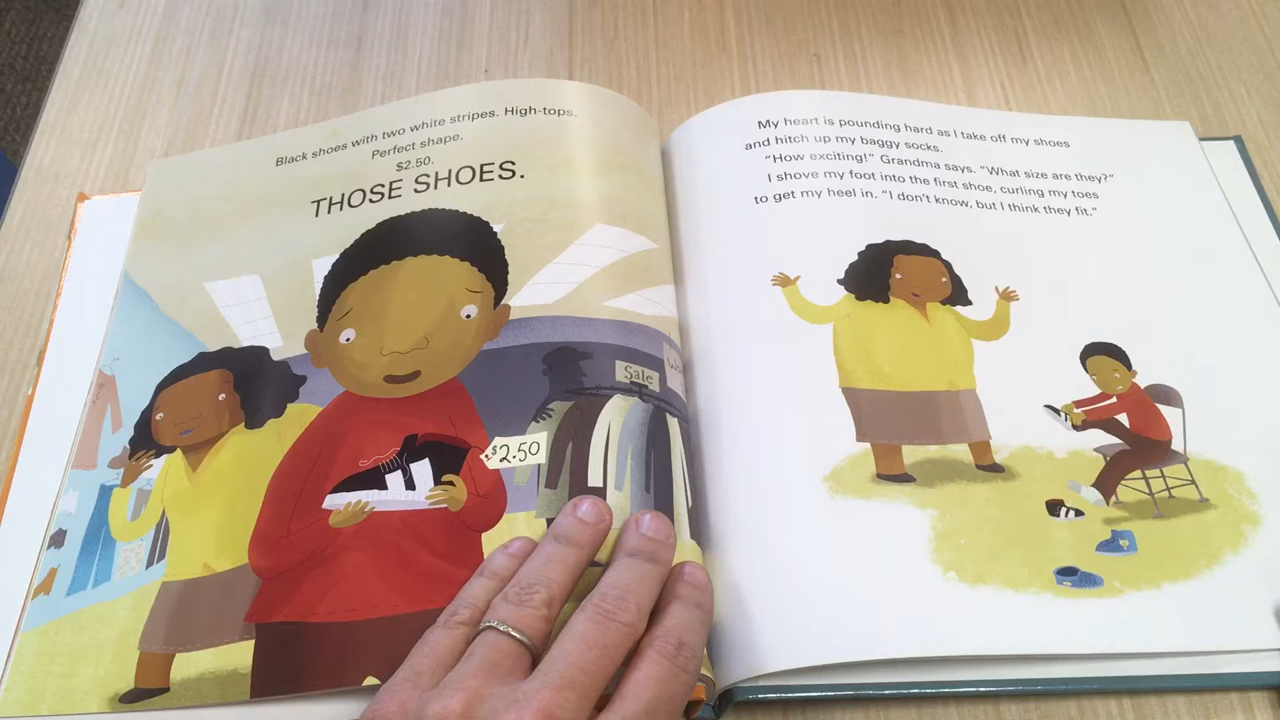 Black shoes with two white stripes. High-tops.
Perfect shape.
$2.50.
THOSE SHOES.
Sale
$2.50
My heart is pounding hard as I take off my shoes
and hitch up my baggy socks.
"How exciting!" Grandma says. "What size are they?"
I shove my foot into the first shoe, curling my toes
to get my heel in. "I don't know, but I think they fit."